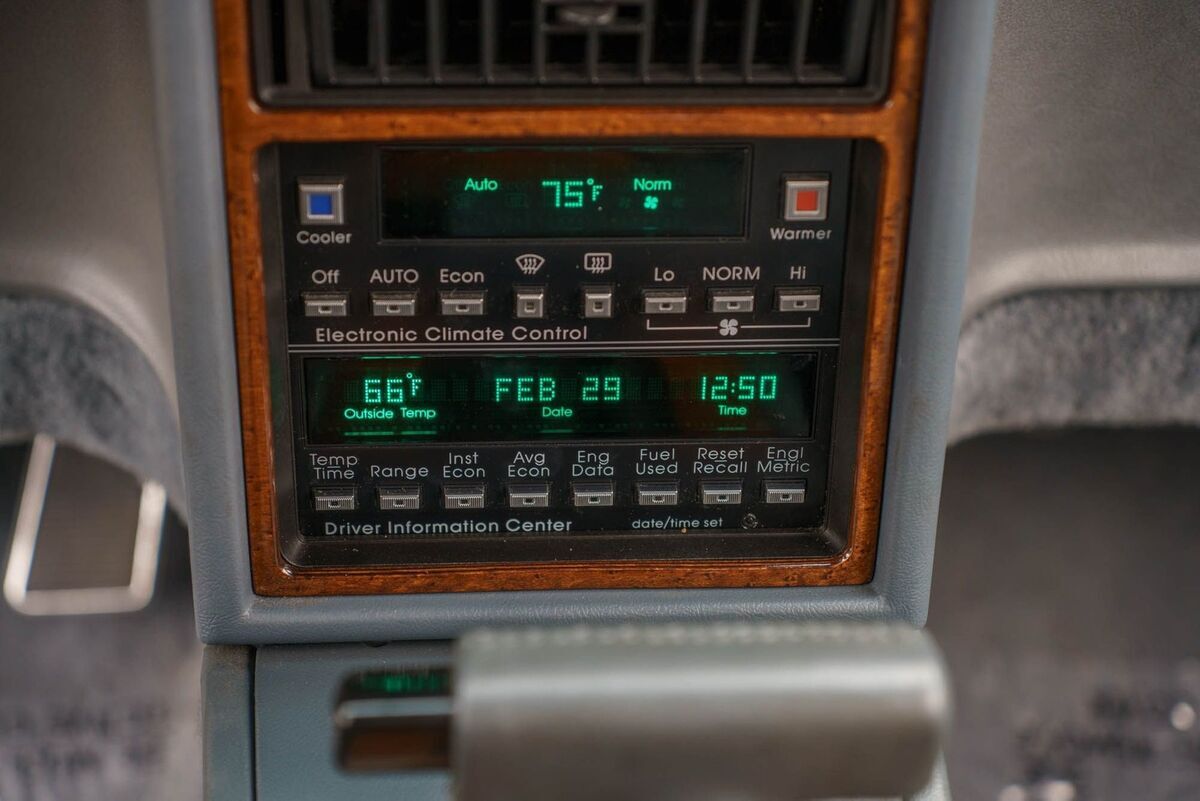 Auto 75°F Norm
Cooler Warmer
Off AUTO Econ Lo NORM Hi
Electronic Climate Control
66°F FEB 29 12:50
Outside Temp Date Time
Temp Inst Avg Eng Fuel Reset Engl
Time Range Econ Econ Data Used Recall Metric
Driver Information Center date/time set